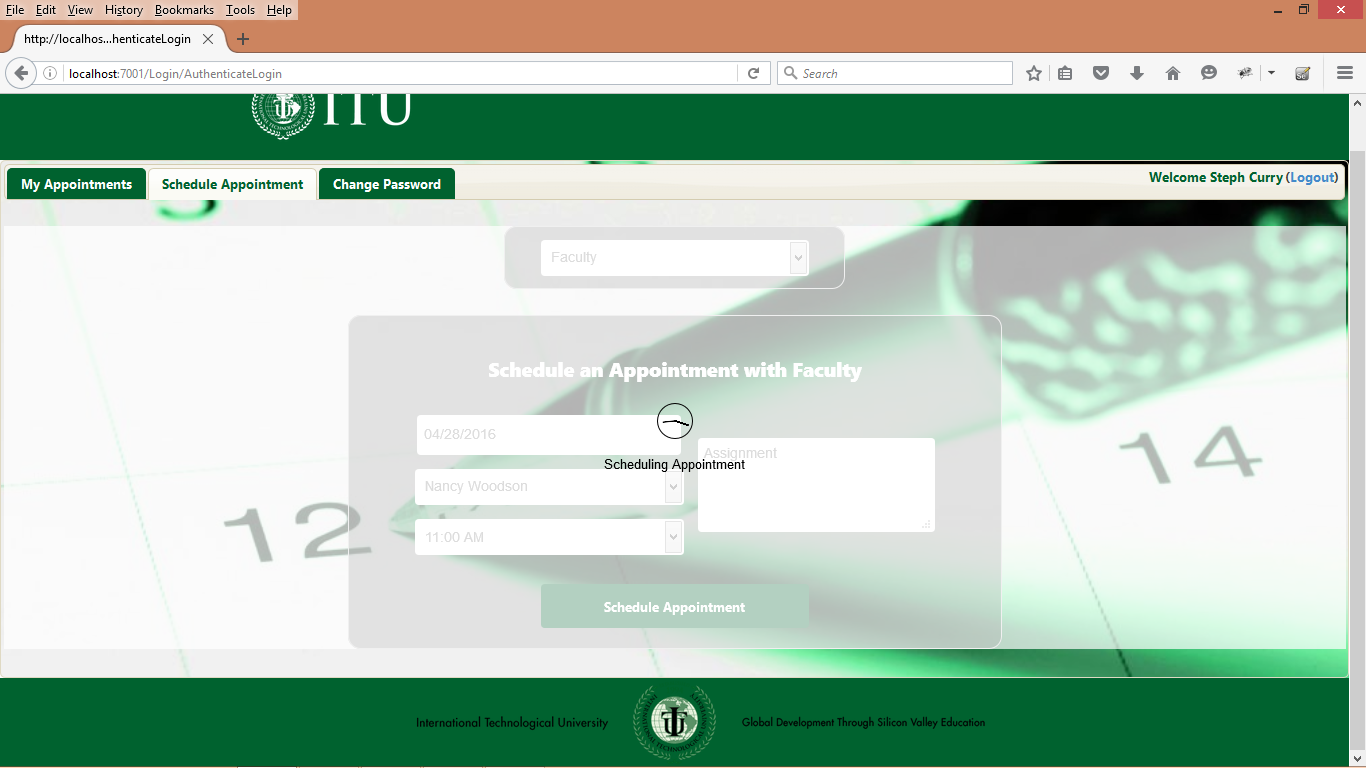 File Edit View History Bookmarks Tools Help
http://localhos...henticateLogin
localhost:7001/Login/AuthenticateLogin
Search
ITU
My Appointments
Schedule Appointment
Change Password
Welcome Steph Curry (Logout)
Faculty
Schedule an Appointment with Faculty
04/28/2016
Assignment
Scheduling Appointment
Nancy Woodson
11:00 AM
Schedule Appointment
12
14
International Technological University
Global Development Through Silicon Valley Education